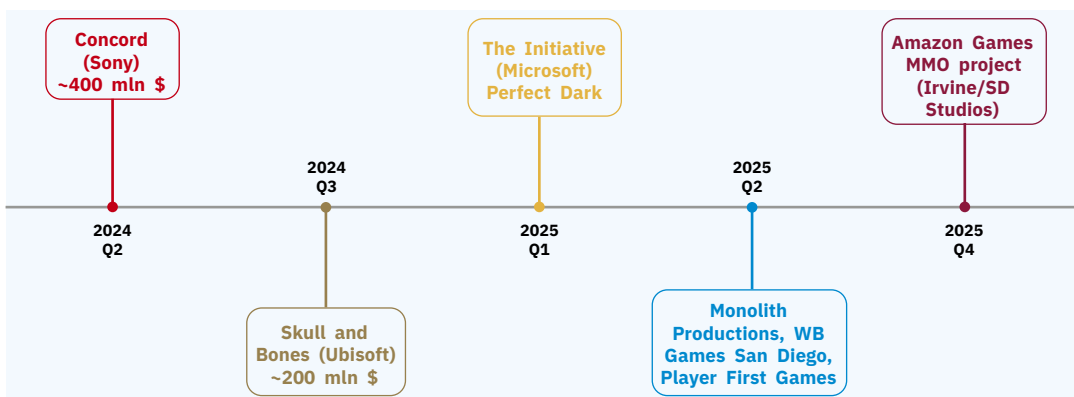 Concord
(Sony)
~400 mln $
2024
Q2
2024
Q3
Skull and
Bones (Ubisoft)
~200 mln $
The Initiative
(Microsoft)
Perfect Dark
2025
Q1
2025
Q2
Monolith
Productions, WB
Games San Diego,
Player First Games
Amazon Games
MMO project
(Irvine/SD
Studios)
2025
Q4